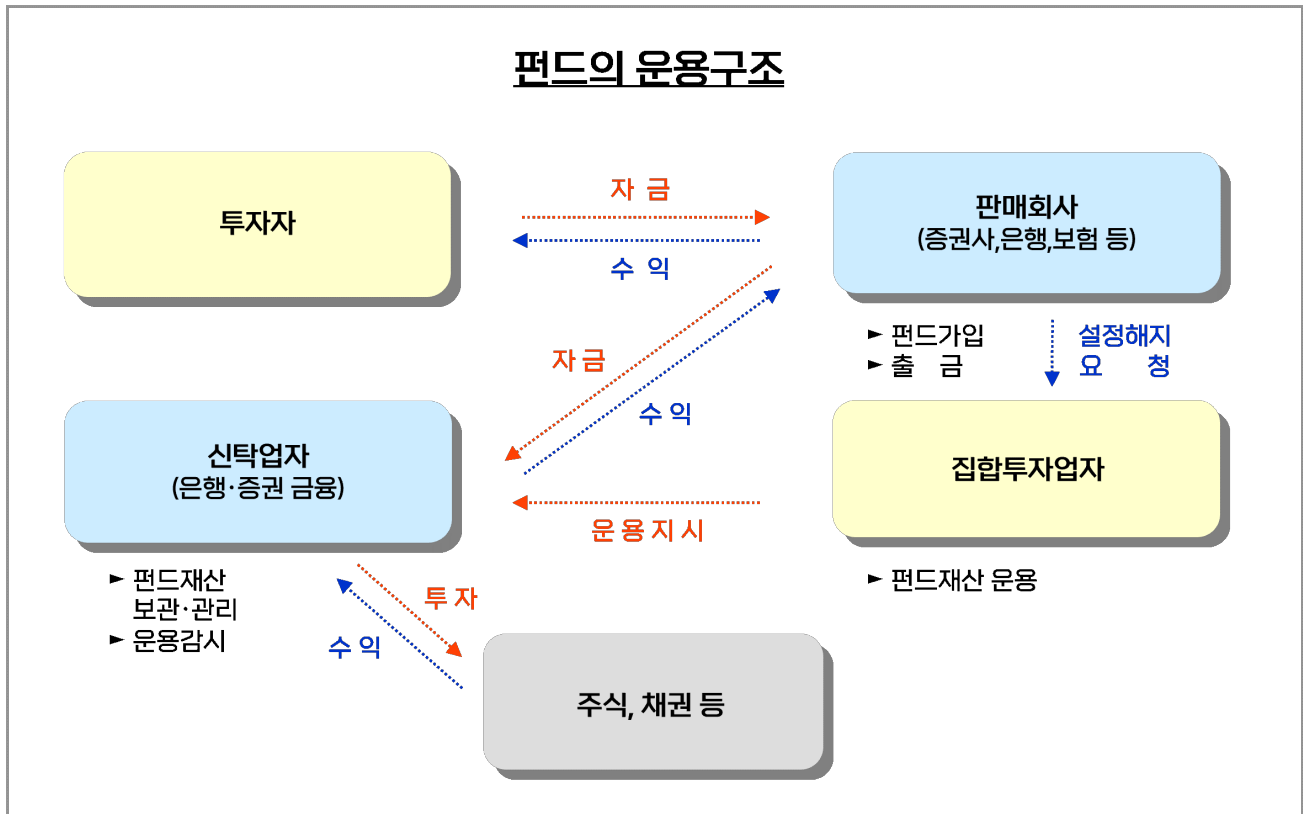 펀드의 운용구조
투자자
자 금
수 익
판매회사
(증권사,은행,보험 등)
► 펀드가입
► 출 금
설정해지
요 청
자 금
수 익
신탁업자
(은행·증권 금융)
운 용 지 시
집합투자업자
► 펀드재산
보관·관리
► 운용감시
► 펀드재산 운용
투 자
수 익
주식, 채권 등